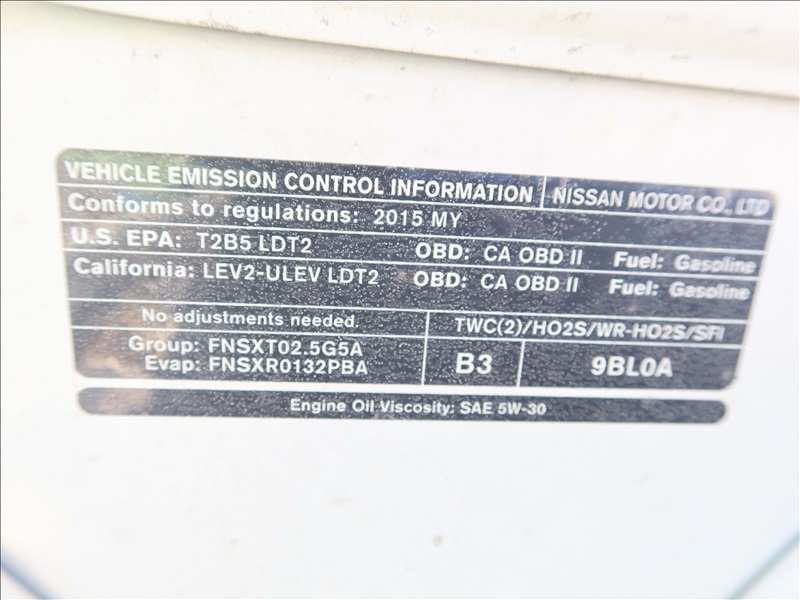 VEHICLE EMISSION CONTROL INFORMATION NISSAN MOTOR CO., LTD
Conforms to regulations: 2015 MY
U.S. EPA: T2B5 LDT2 OBD: CA OBD II Fuel: Gasoline
California: LEV2-ULEV LDT2 OBD: CA OBD II Fuel: Gasoline
No adjustments needed. TWC(2)/HO2S/WR-HO2S/SFI
Group: FNSXT02.5G5A
Evap: FNSXR0132PBA B3 9BL0A
Engine Oil Viscosity: SAE 5W-30